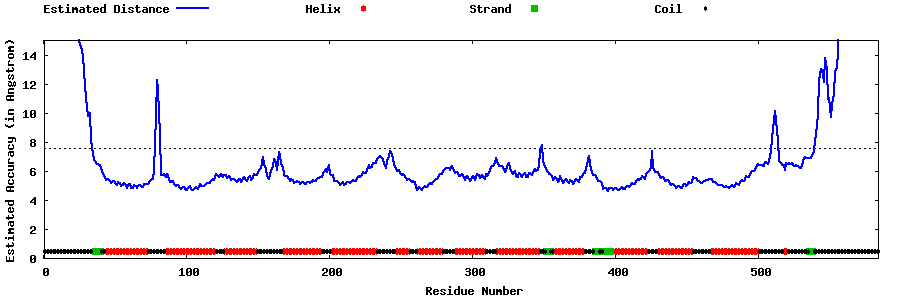 Estimated Distance Helix Strand Coil
Estimated Accuracy (in Angstrom)
14
12
10
8
6
4
2
0
0 100 200 300 400 500
Residue Number